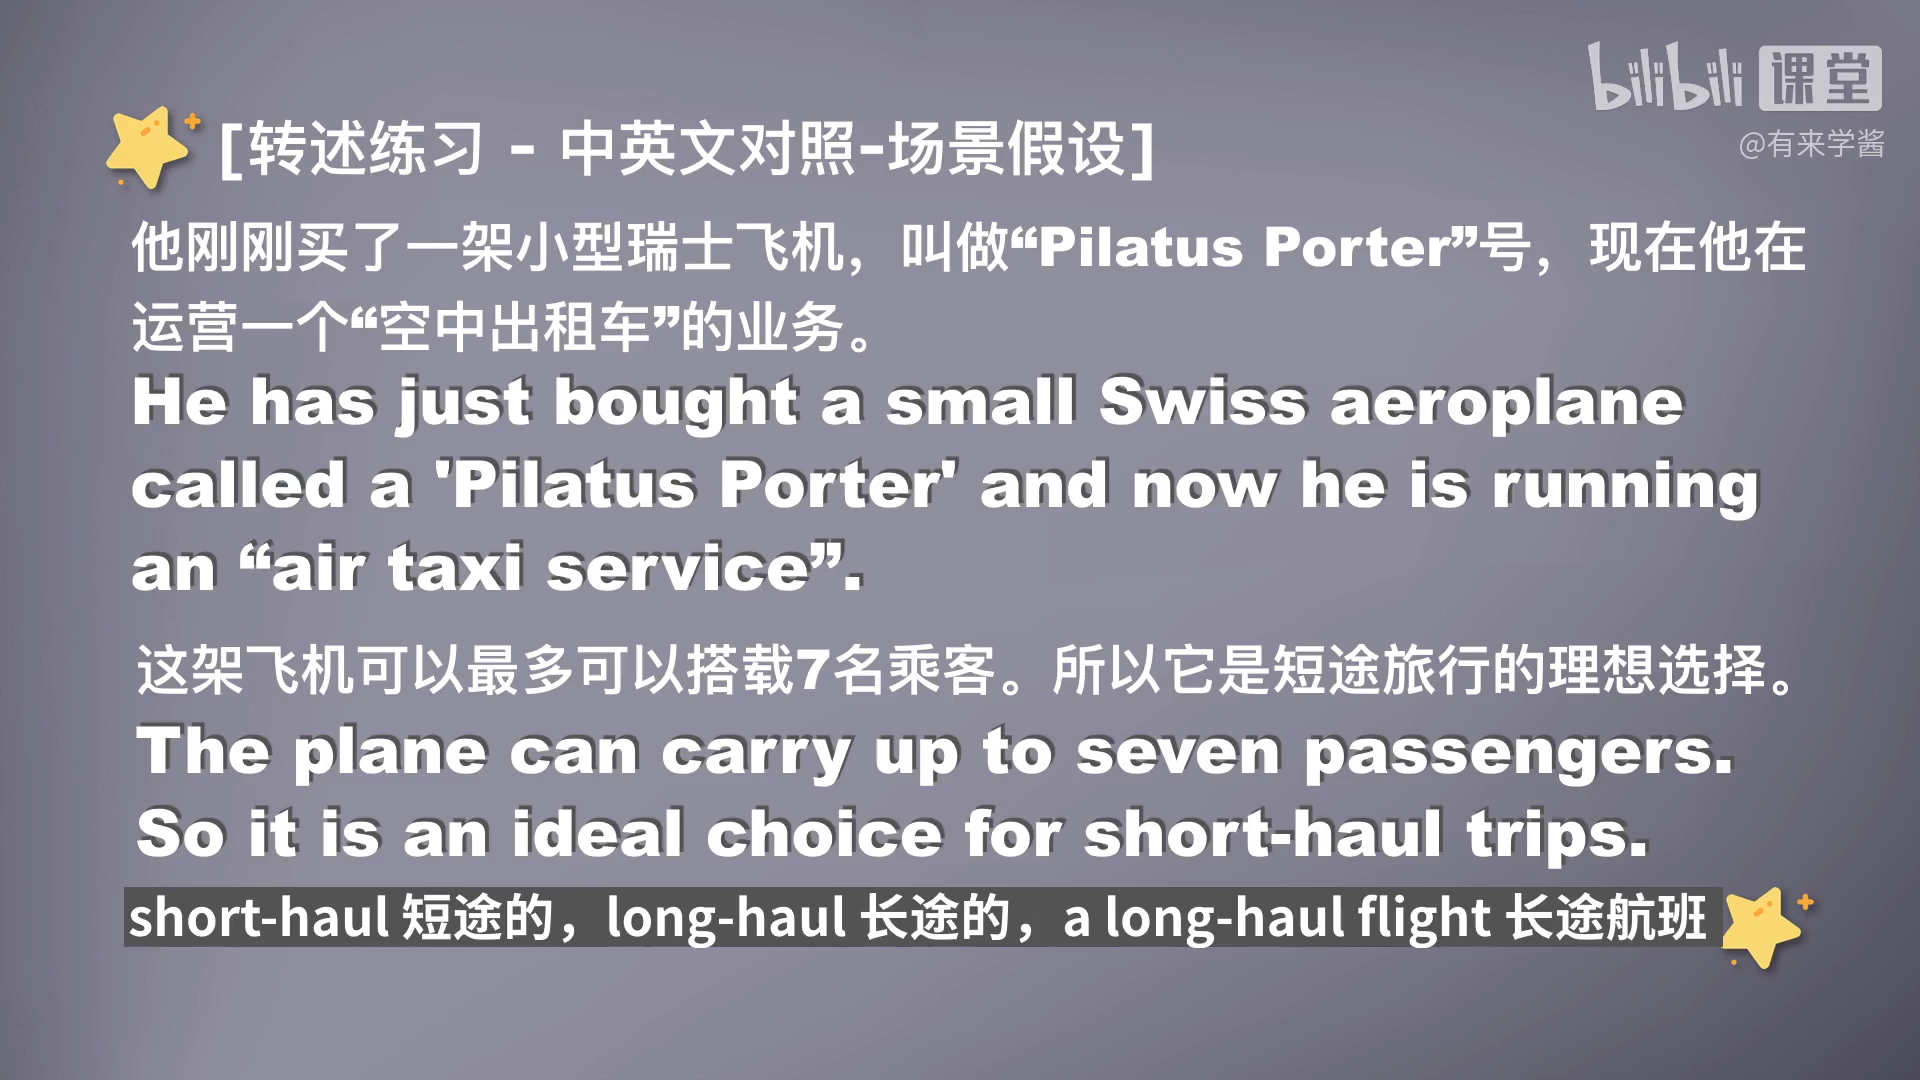 bilibili 课堂
@有来学酱
[转述练习 - 中英文对照-场景假设]
他刚刚买了一架小型瑞士飞机，叫做“Pilatus Porter”号，现在他在
运营一个“空中出租车”的业务。
He has just bought a small Swiss aeroplane
called a 'Pilatus Porter' and now he is running
an “air taxi service”.
这架飞机可以最多可以搭载7名乘客。所以它是短途旅行的理想选择。
The plane can carry up to seven passengers.
So it is an ideal choice for short-haul trips.
short-haul 短途的，long-haul 长途的，a long-haul flight 长途航班